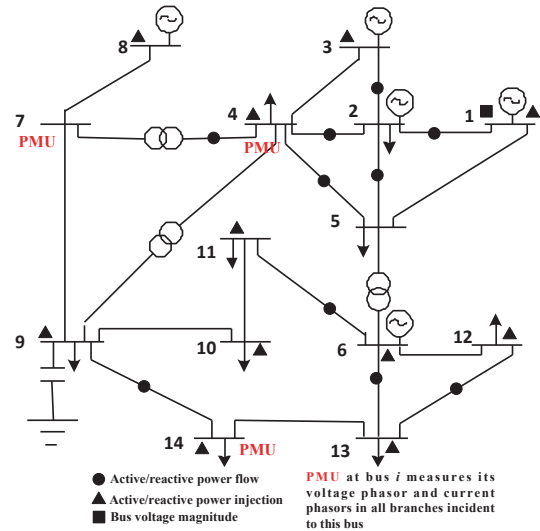 8
3
7
PMU
4
PMU
2
1
5
11
9
10
6
12
14
PMU
13
Active/reactive power flow
Active/reactive power injection
Bus voltage magnitude
PMU at bus i measures its
voltage phasor and current
phasors in all branches incident
to this bus